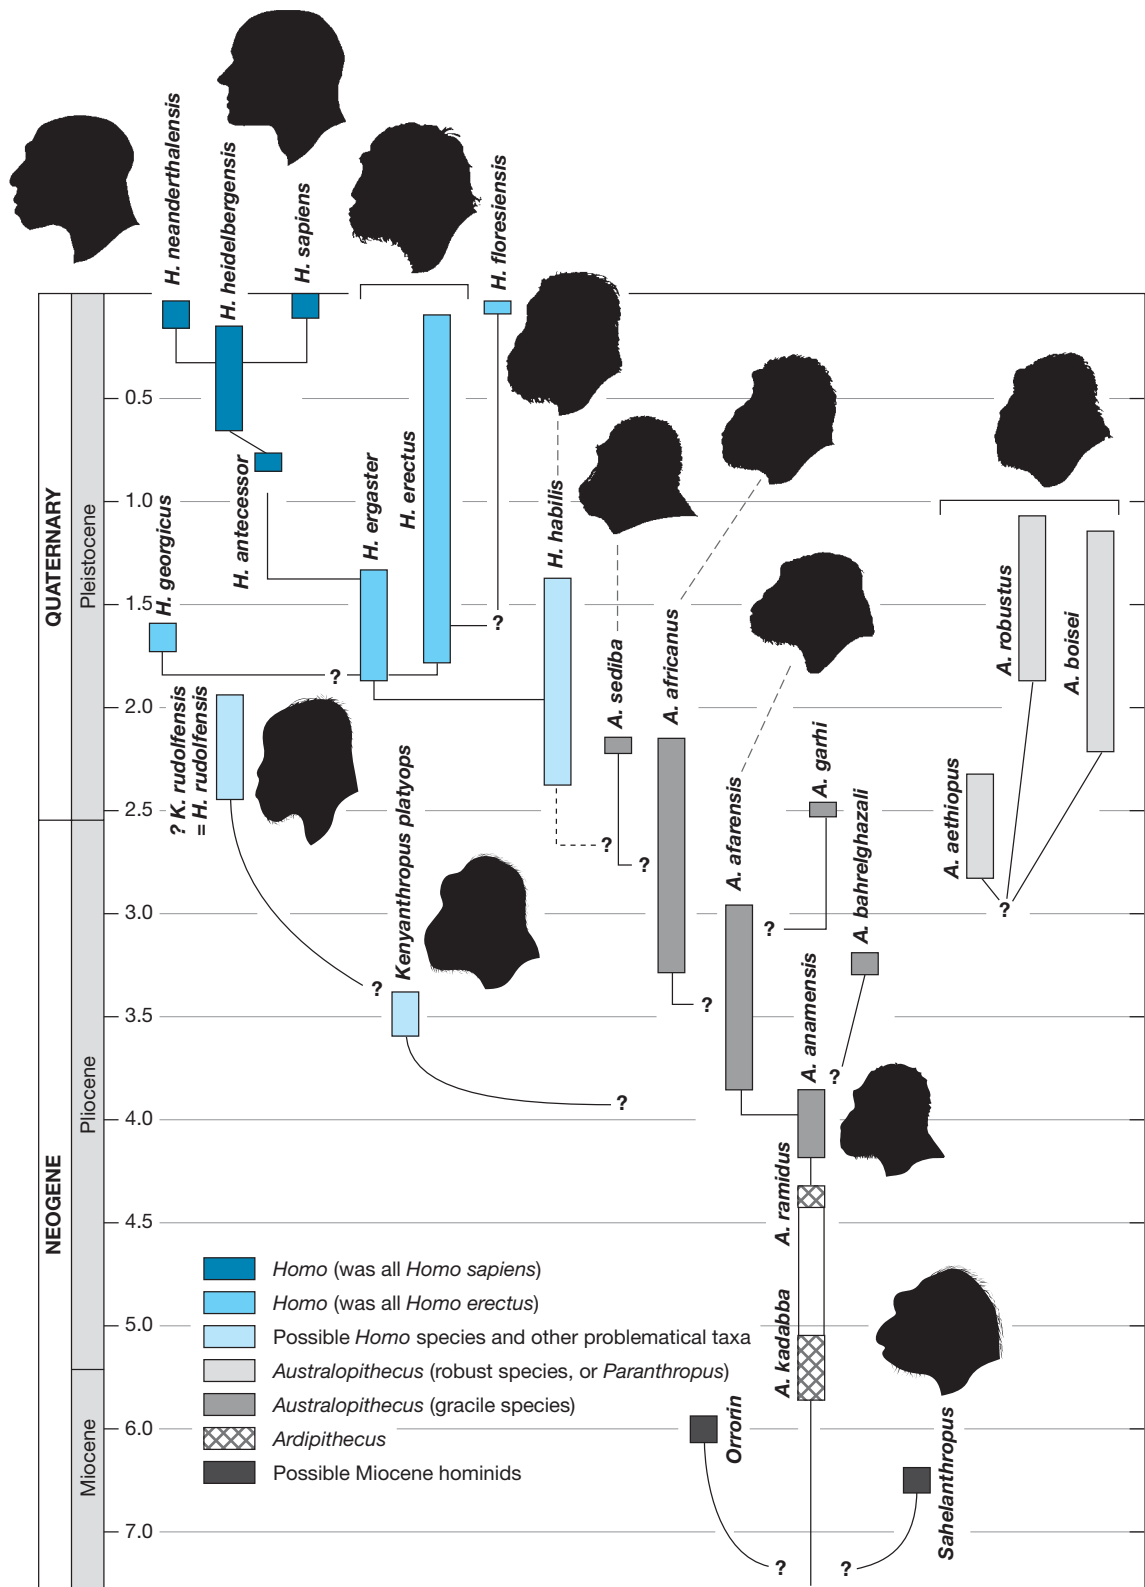 H. neanderthalensis
H. heidelbergensis
H. sapiens
H. floresiensis
QUATERNARY
Pleistocene
0.5
1.0
1.5
2.0
2.5
H. georgicus
H. antecessor
H. ergaster
H. erectus
H. habilis
?
?
? K. rudolfensis
= H. rudolfensis
A. sediba
A. africanus
A. robustus
A. boisei
A. garhi
A. aethiopus
?
?
NEOGENE
Pliocene
3.0
3.5
4.0
4.5
5.0
Kenyanthropus platyops
A. afarensis
A. bahrelghazali
A. anamensis
?
?
?
?
?
?
A. ramidus
A. kadabba
Homo (was all Homo sapiens)
Homo (was all Homo erectus)
Possible Homo species and other problematical taxa
Australopithecus (robust species, or Paranthropus)
Australopithecus (gracile species)
Ardipithecus
Possible Miocene hominids
Miocene
6.0
7.0
Orrorin
Sahelanthropus
?
?